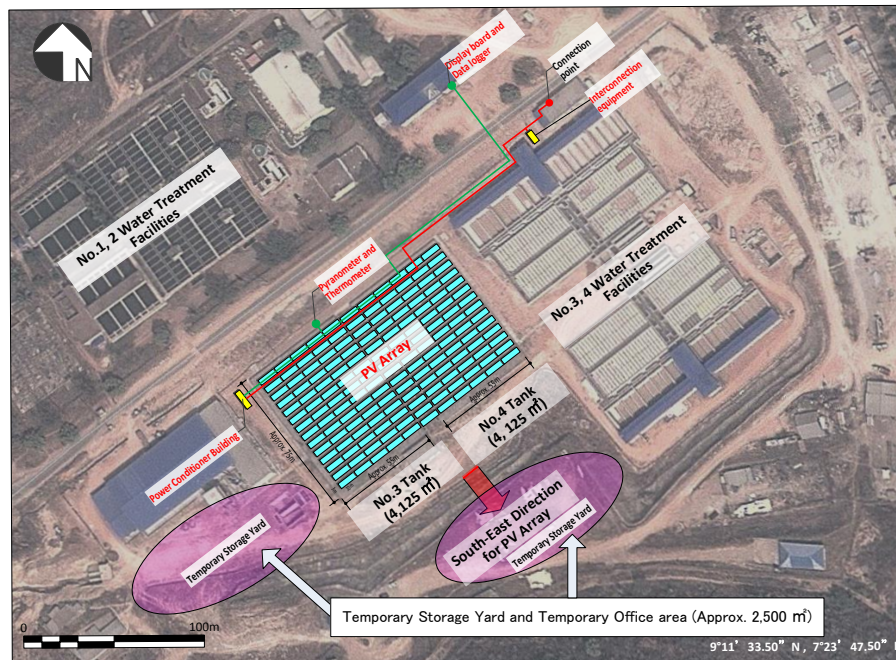 N
Display board and
Data logger
Connection
point
Interconnection
equipment
No.1, 2 Water Treatment
Facilities
Pyranometer and
Thermometer
No.3, 4 Water Treatment
Facilities
PV Array
Approx. 75m
Approx. 55m
Approx. 55m
Power Conditioner Building
No.4 Tank
(4, 125 ㎡)
No.3 Tank
(4,125 ㎡)
South-East Direction
for PV Array
Temporary Storage Yard
Temporary Storage Yard
Temporary Storage Yard and Temporary Office area (Approx. 2,500 ㎡)
0 100m
9°11’ 33.50” N , 7°23’ 47.50”